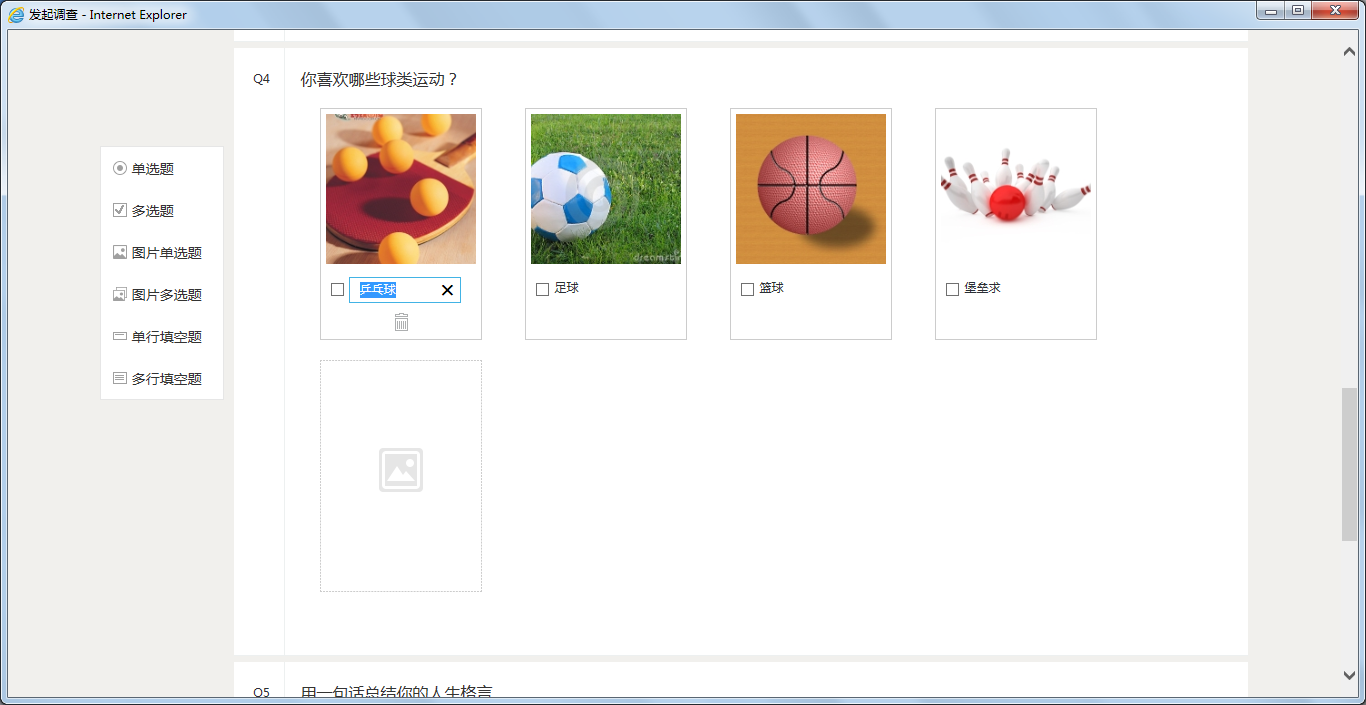 发起调查 - Internet Explorer
单选题
多选题
图片单选题
图片多选题
单行填空题
多行填空题
Q4
你喜欢哪些球类运动？
dreamstim
乒乓球
足球
篮球
堡垒求
Q5
用一句话总结你的人生格言